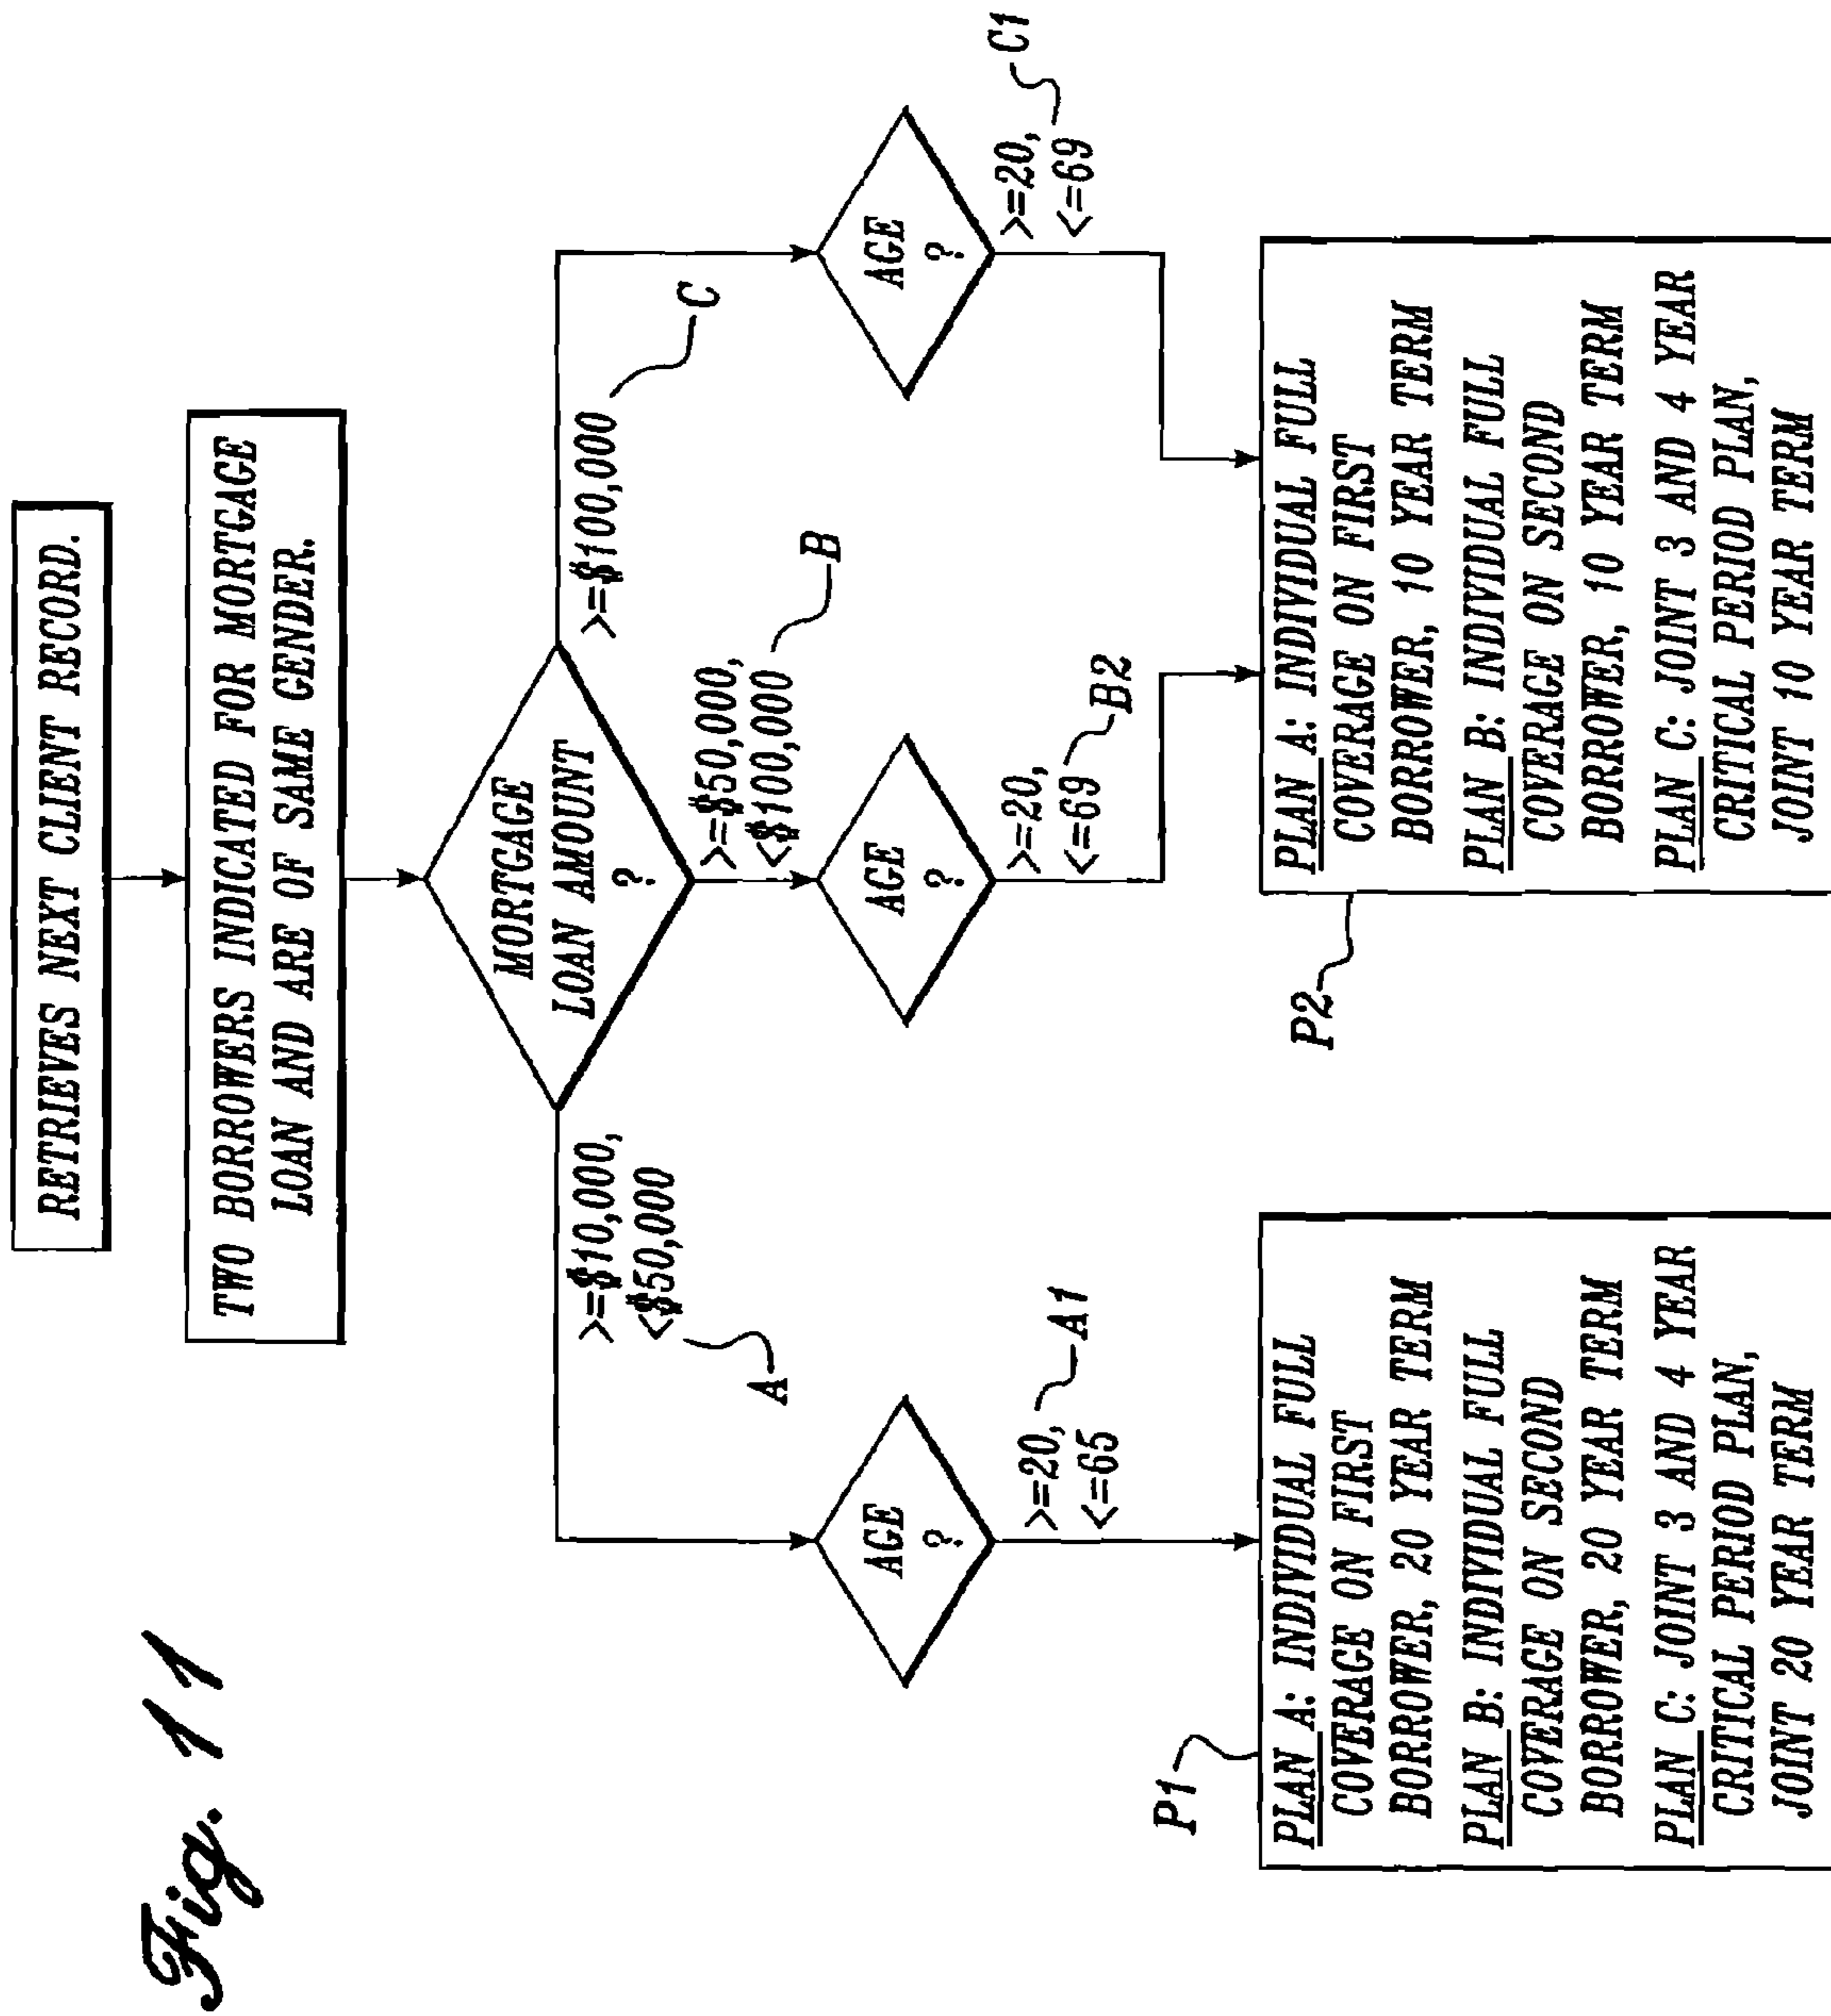 Fig. 11
RETRIEVES NEXT CLIENT RECORD.
TWO BORROWERS INDICATED FOR MORTGAGE
LOAN AND ARE OF SAME GENDER.
MORTGAGE
LOAN AMOUNT
?
>=$10,000,
<$50,000
A
>=$50,000,
<$100,000
B
>=$100,000
C
AGE
?
>=20,
<=65
A1
AGE
?
>=20,
<=69
B2
AGE
?
>=20,
<=69
C1
P1
PLAN A: INDIVIDUAL FULL
COVERAGE ON FIRST
BORROWER, 20 YEAR TERM
PLAN B: INDIVIDUAL FULL
COVERAGE ON SECOND
BORROWER, 20 YEAR TERM
PLAN C: JOINT 3 AND 4 YEAR
CRITICAL PERIOD PLAN,
JOINT 20 YEAR TERM
P2
PLAN A: INDIVIDUAL FULL
COVERAGE ON FIRST
BORROWER, 10 YEAR TERM
PLAN B: INDIVIDUAL FULL
COVERAGE ON SECOND
BORROWER, 10 YEAR TERM
PLAN C: JOINT 3 AND 4 YEAR
CRITICAL PERIOD PLAN,
JOINT 10 YEAR TERM